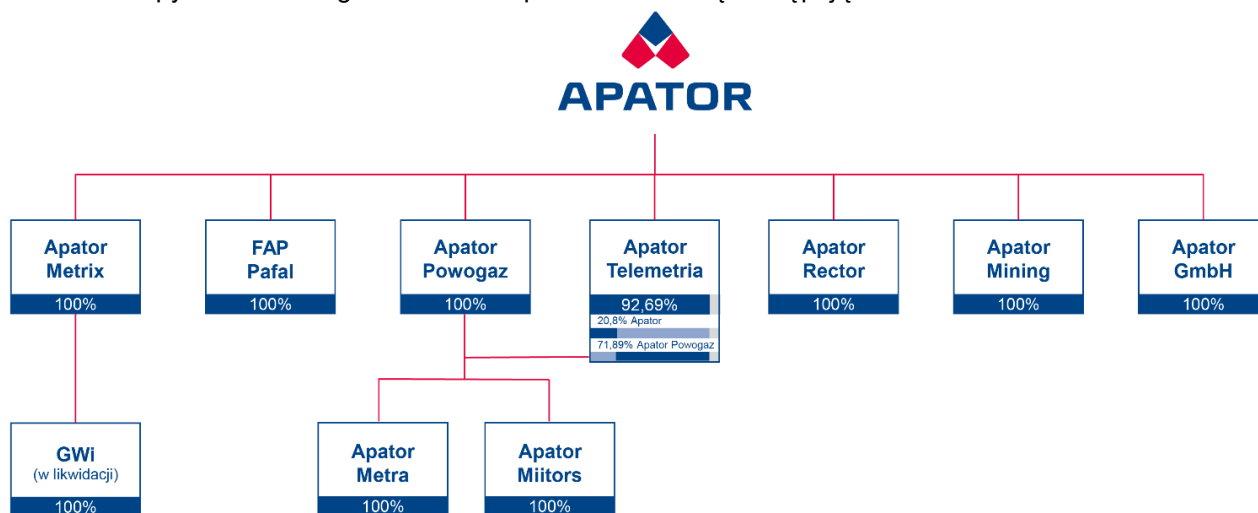 APATOR
Apator
Metrix
100%
FAP
Pafal
100%
Apator
Powogaz
100%
Apator
Telemetria
92,69%
20,8% Apator
71,89% Apator Powogaz
Apator
Rector
100%
Apator
Mining
100%
Apator
GmbH
100%
GWi
(w likwidacji)
100%
Apator
Metra
100%
Apator
Miitors
100%